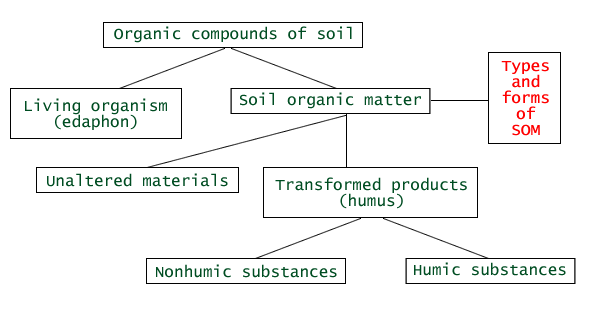 Organic compounds of soil
Living organism
(edaphon)
Soil organic matter
Types
and
forms
of
SOM
Unaltered materials
Transformed products
(humus)
Nonhumic substances
Humic substances